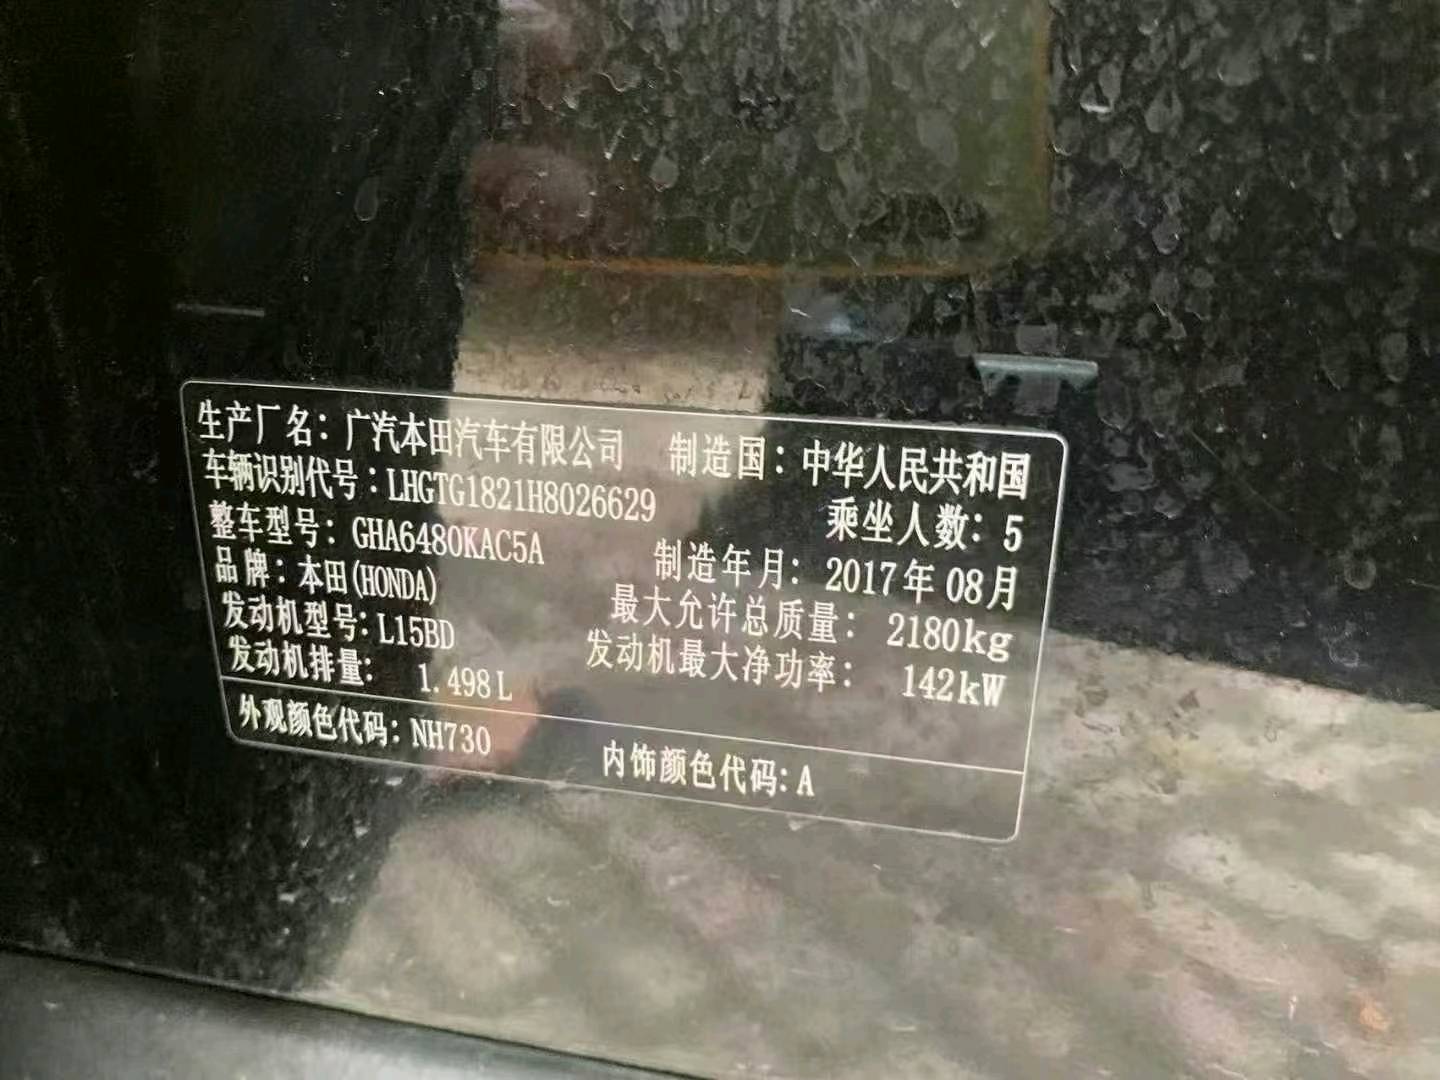 生产厂名：广汽本田汽车有限公司 制造国：中华人民共和国
车辆识别代号：LHGTG1821H8026629 乘坐人数：5
整车型号：GHA6480KAC5A 制造年月：2017年08月
品牌：本田(HONDA) 最大允许总质量：2180kg
发动机型号：L15BD 发动机最大净功率：142kW
发动机排量：1.498L
外观颜色代码：NH730 内饰颜色代码：A